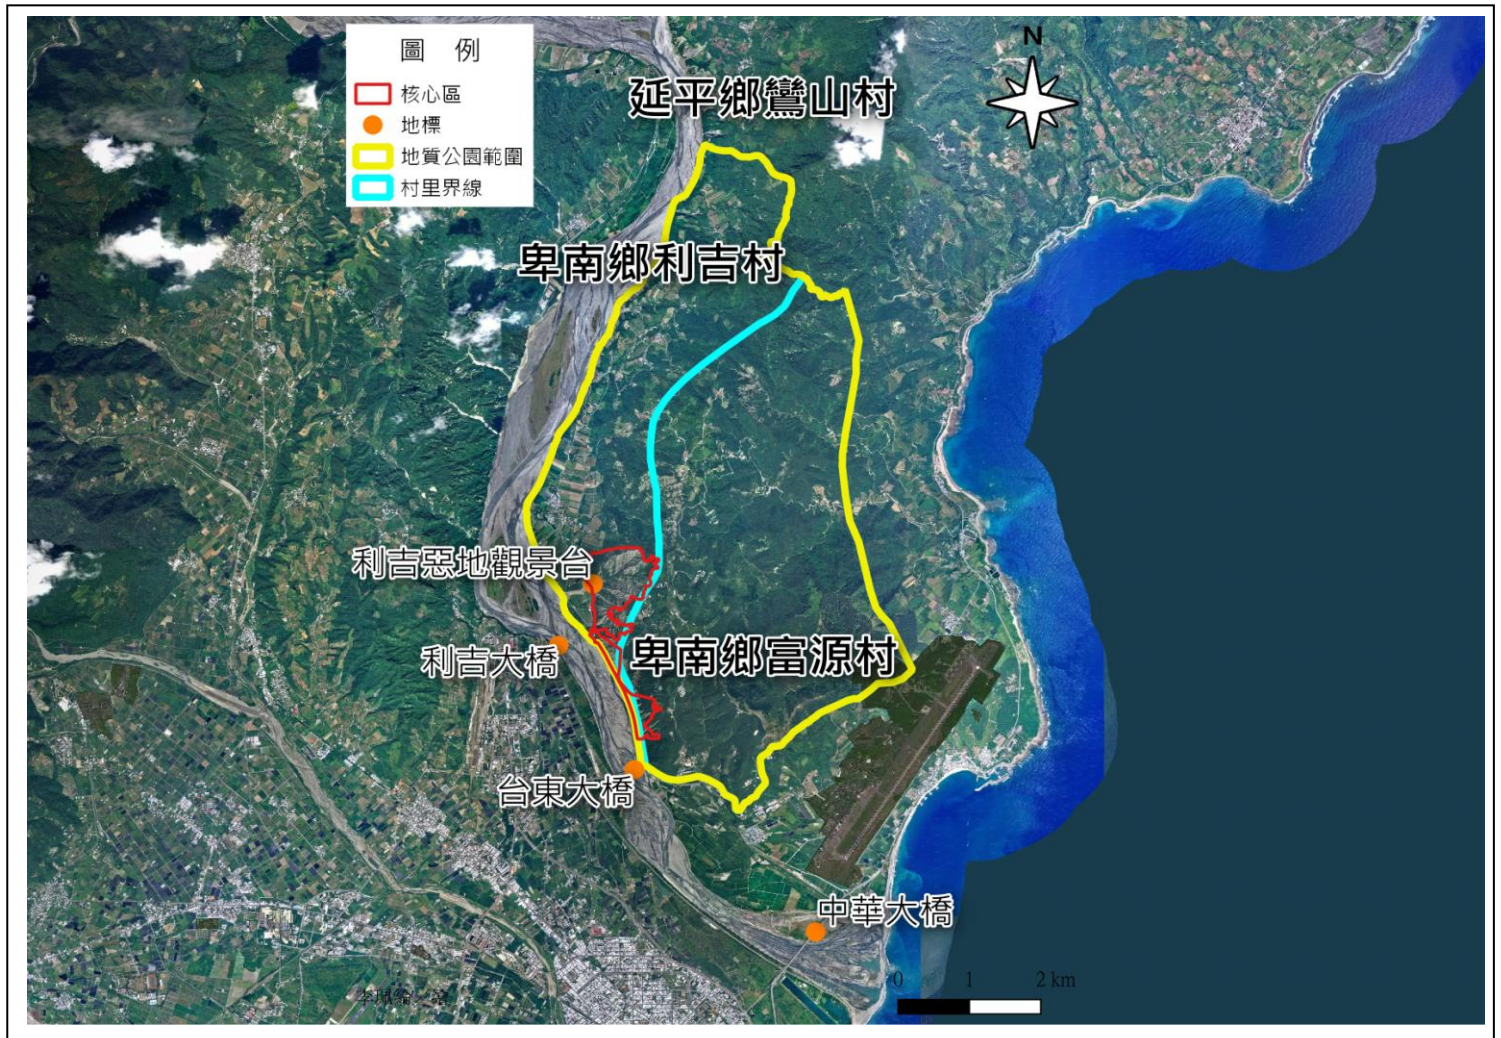 圖 例
核心區
地標
地質公園範圍
村里界線
N
延平鄉鸞山村
卑南鄉利吉村
利吉惡地觀景台
利吉大橋
卑南鄉富源村
台東大橋
中華大橋
0 1 2 km